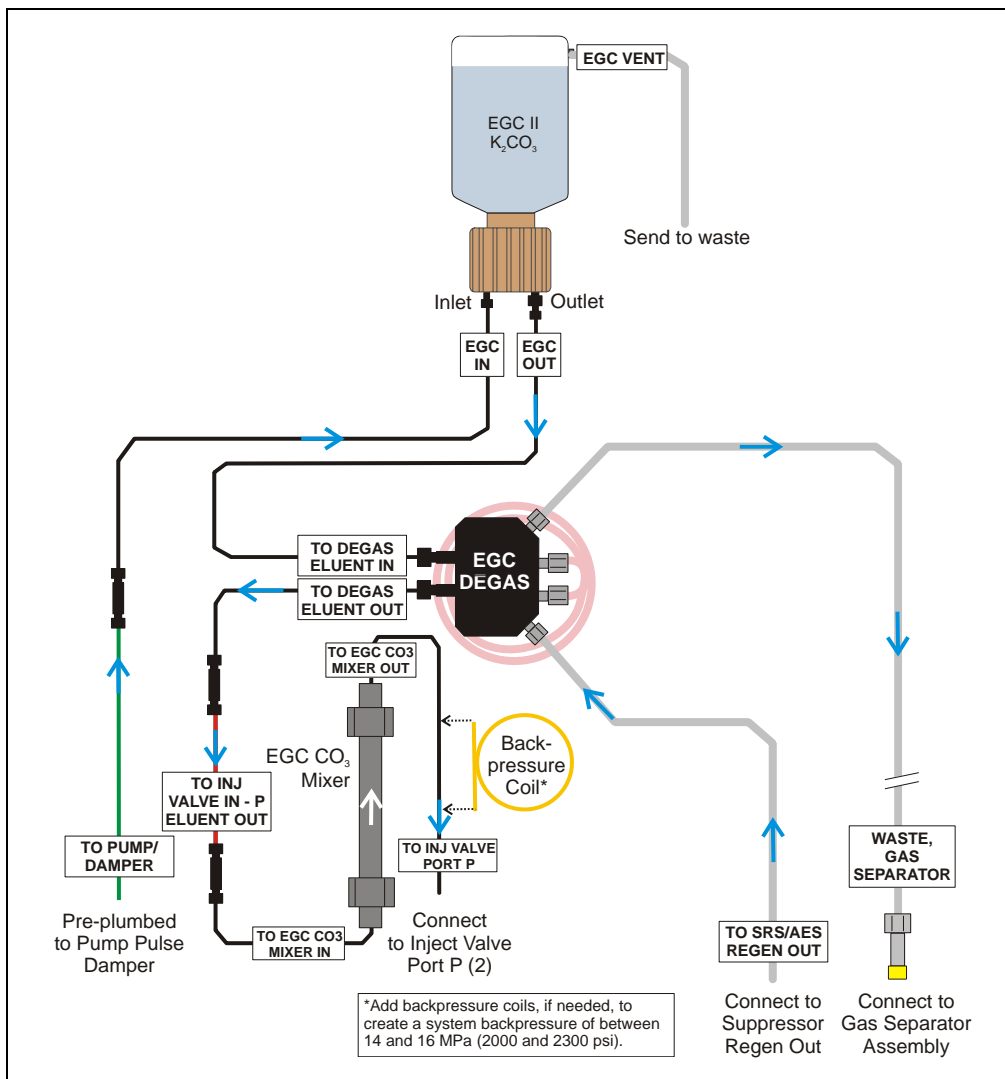 EGC VENT
EGC II
K₂CO₃
Send to waste
Inlet
Outlet
EGC
IN
EGC
OUT
TO DEGAS
ELUENT IN
EGC
DEGAS
TO DEGAS
ELUENT OUT
TO EGC CO3
MIXER OUT
EGC CO₃
Mixer
Back-
pressure
Coil*
TO INJ
VALVE IN - P
ELUENT OUT
TO PUMP/
DAMPER
TO INJ VALVE
PORT P
WASTE,
GAS
SEPARATOR
Pre-plumbed
to Pump Pulse
Damper
TO EGC CO3
MIXER IN
Connect
to Inject Valve
Port P (2)
TO SRS/AES
REGEN OUT
Connect to
Suppressor
Regen Out
Connect to
Gas Separator
Assembly
*Add backpressure coils, if needed, to
create a system backpressure of between
14 and 16 MPa (2000 and 2300 psi).